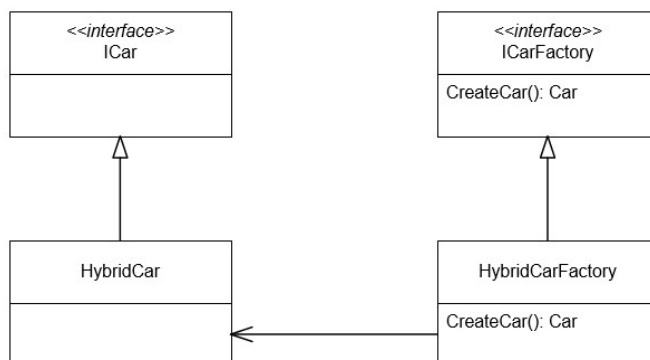 <<interface>>
ICar
<<interface>>
ICarFactory
CreateCar(): Car
HybridCar
HybridCarFactory
CreateCar(): Car